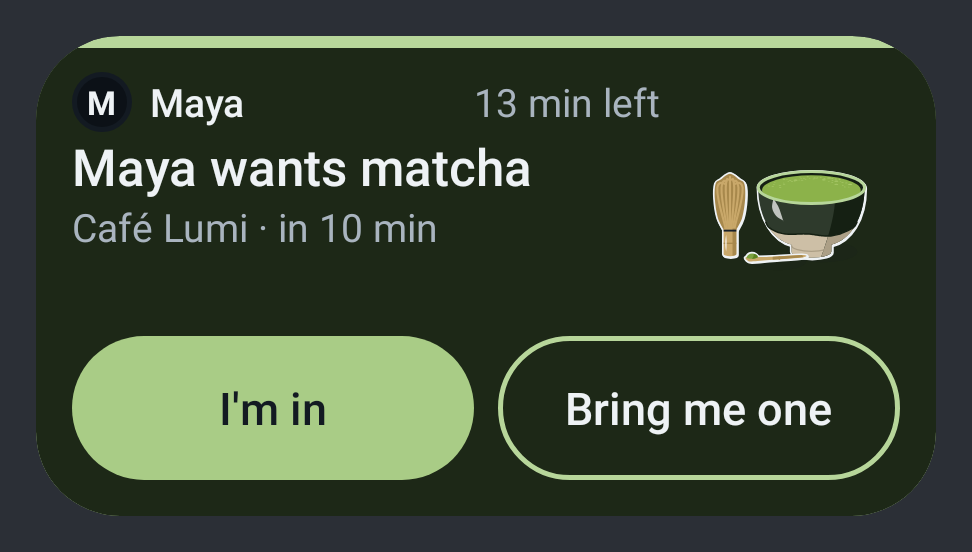 M Maya 13 min left
Maya wants matcha
Café Lumi · in 10 min
I'm in Bring me one